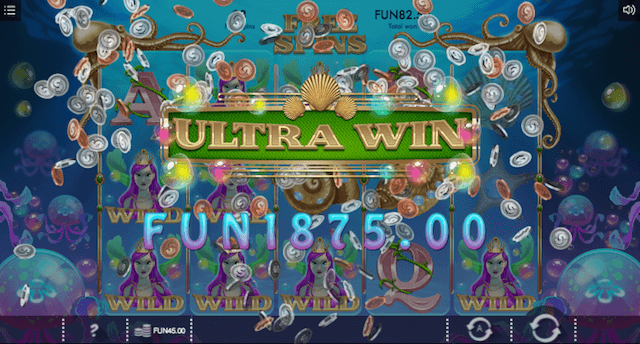 FREE
FUN82.
SPINS
Total won
A
ULTRA WIN
WILD WILD
FUN1875.00
Q
WILD WILD WILD WILD
? FUN45.00 A